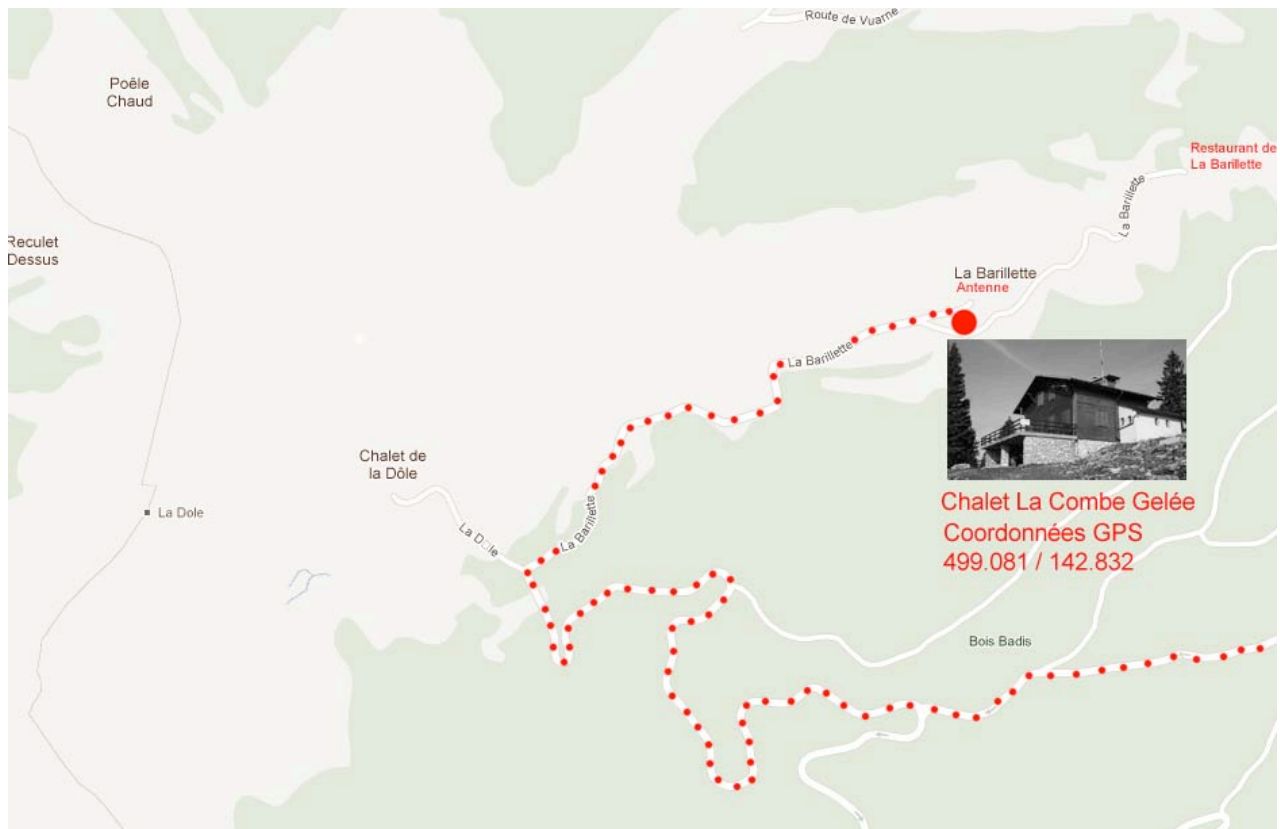 Route de Vuarne
Poêle
Chaud
Restaurant de
La Barillette
La Barillette
Reculet
Dessus
La Barillette
Antenne
La Barillette
Chalet de
la Dôle
Chalet La Combe Gelée
Coordonnées GPS
499.081 / 142.832
La Dole
La Barillette
La D□le
Bois Badis